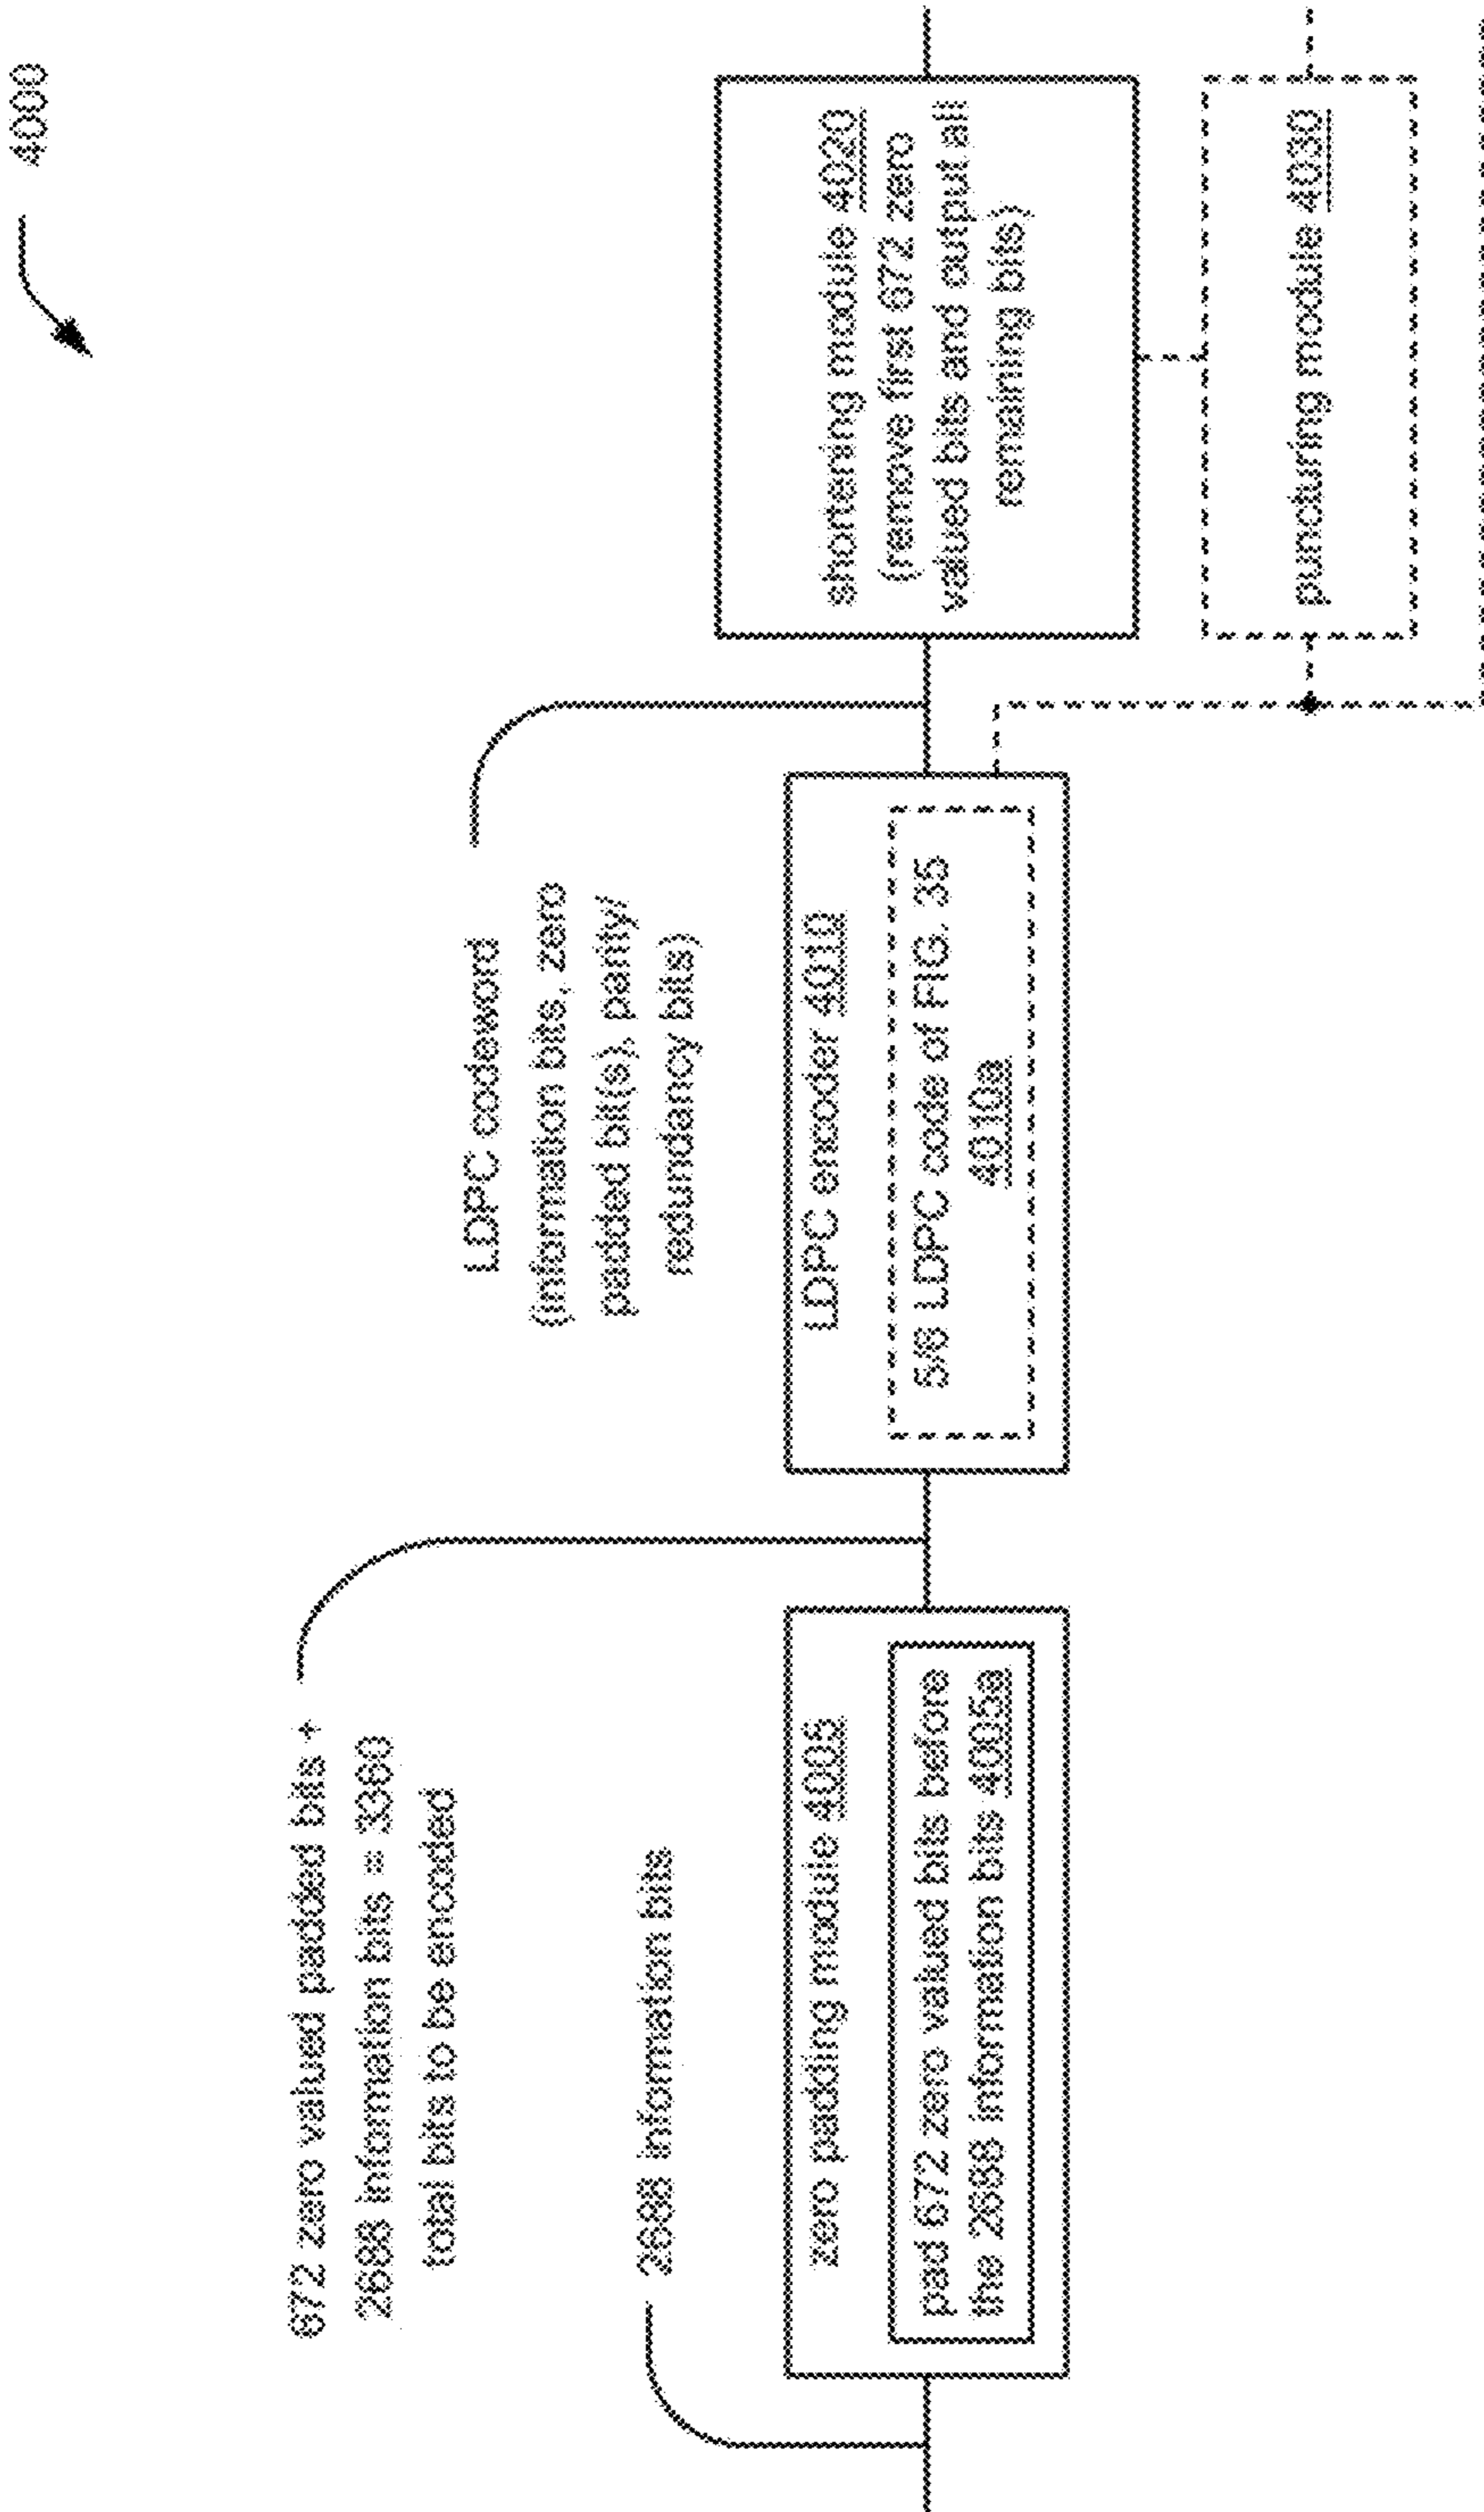 4000
672 zero valued padded bits +
2688 information bits = 3360
total bits to be encoded
2688 information bits
zero padding module 4005
pad 672 zero valued bits before
the 2688 information bits 4005a
LDPC codeword
(information bits, zero
padded bit(s), parity/
redundancy bits)
LDPC encoder 4010
5/8 LDPC code of FIG. 35
4010a
shortening module 4020
(remove first 672 zero
valued bits and output all
remaining bits)
puncturing module 4030